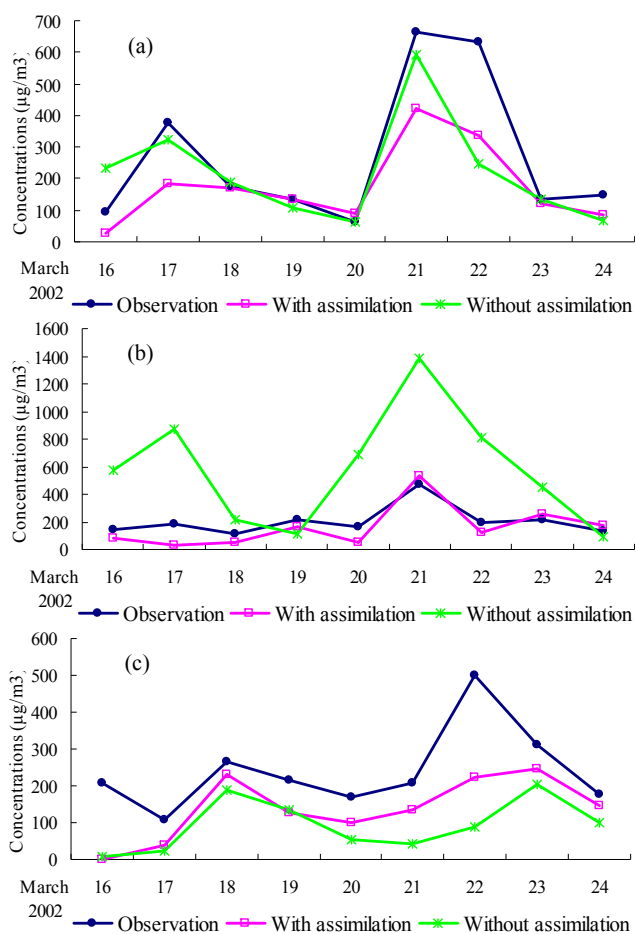 (a)
Concentrations (µg/m3)
700
600
500
400
300
200
100
0
March 2002
16 17 18 19 20 21 22 23 24
Observation With assimilation Without assimilation
(b)
Concentrations (µg/m3)
1600
1400
1200
1000
800
600
400
200
0
March 2002
16 17 18 19 20 21 22 23 24
Observation With assimilation Without assimilation
(c)
Concentrations (µg/m3)
600
500
400
300
200
100
0
March 2002
16 17 18 19 20 21 22 23 24
Observation With assimilation Without assimilation